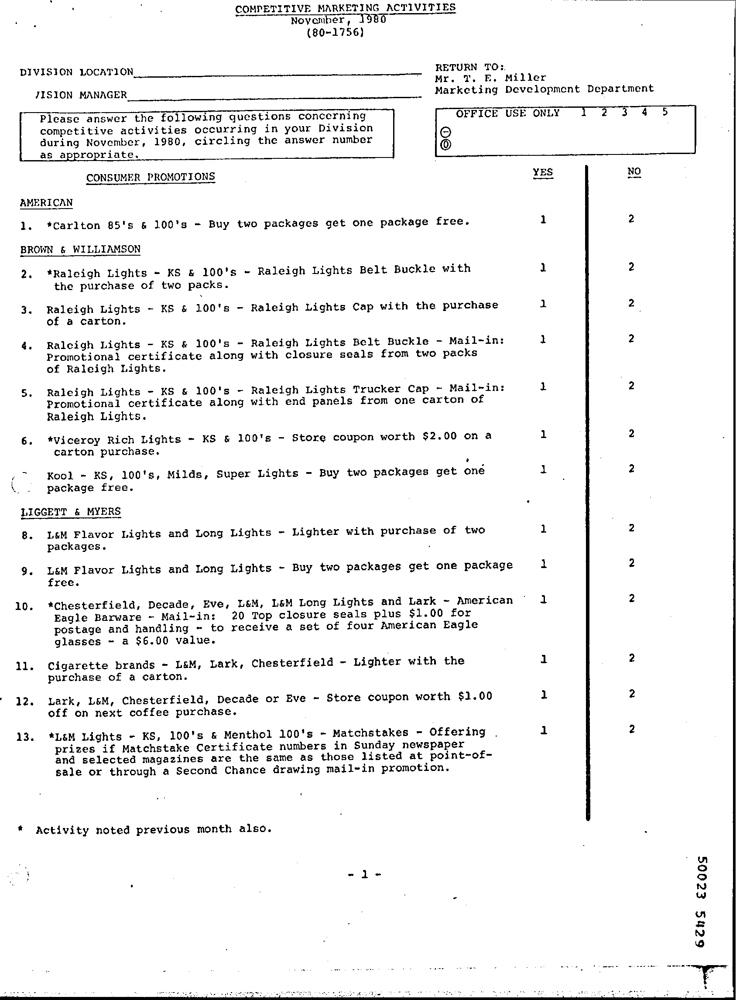 COMPETITIVE MARKETING ACTIVITIES
November, 1980
(80-1756)
DIVISION LOCATION
RETURN TO:
Mr. T. E. Miller
Marketing Development Department
VISION MANAGER
Please answer the following questions concerning
competitive activities occurring in your Division
during November, 1980, circling the answer number
as appropriate.
OFFICE USE ONLY 1 2 3 4 5
CONSUMER PROMOTIONS YES NO
AMERICAN
1. *Carlton 85's & 100's - Buy two packages get one package free. 1 2
BROWN & WILLIAMSON
2. *Raleigh Lights - KS & 100's - Raleigh Lights Belt Buckle with 1 2
the purchase of two packs.
3. Raleigh Lights - KS & 100's - Raleigh Lights Cap with the purchase 1 2
of a carton.
4. Raleigh Lights - KS & 100's - Raleigh Lights Belt Buckle - Mail-in: 1 2
Promotional certificate along with closure seals from two packs
of Raleigh Lights.
5. Raleigh Lights - KS & 100's - Raleigh Lights Trucker Cap - Mail-in: 1 2
Promotional certificate along with end panels from one carton of
Raleigh Lights.
6. *Viceroy Rich Lights - KS & 100's - Store coupon worth $2.00 on a 1 2
carton purchase.
Kool - KS, 100's, Milds, Super Lights - Buy two packages get one 1 2
package free.
LIGGETT & MYERS
8. L&M Flavor Lights and Long Lights - Lighter with purchase of two 1 2
packages.
9. L&M Flavor Lights and Long Lights - Buy two packages get one package 1 2
free.
10. *Chesterfield, Decade, Eve, L&M, L&M Long Lights and Lark - American 1 2
Eagle Barware - Mail-in: 20 Top closure seals plus $1.00 for
postage and handling - to receive a set of four American Eagle
glasses - a $6.00 value.
11. Cigarette brands - L&M, Lark, Chesterfield - Lighter with the 1 2
purchase of a carton.
12. Lark, L&M, Chesterfield, Decade or Eve - Store coupon worth $1.00 1 2
off on next coffee purchase.
13. *L&M Lights - KS, 100's & Menthol 100's - Matchstakes - Offering 1 2
prizes if Matchstake Certificate numbers in Sunday newspaper
and selected magazines are the same as those listed at point-of-
sale or through a Second Chance drawing mail-in promotion.
* Activity noted previous month also.
- 1 -
50023 5429